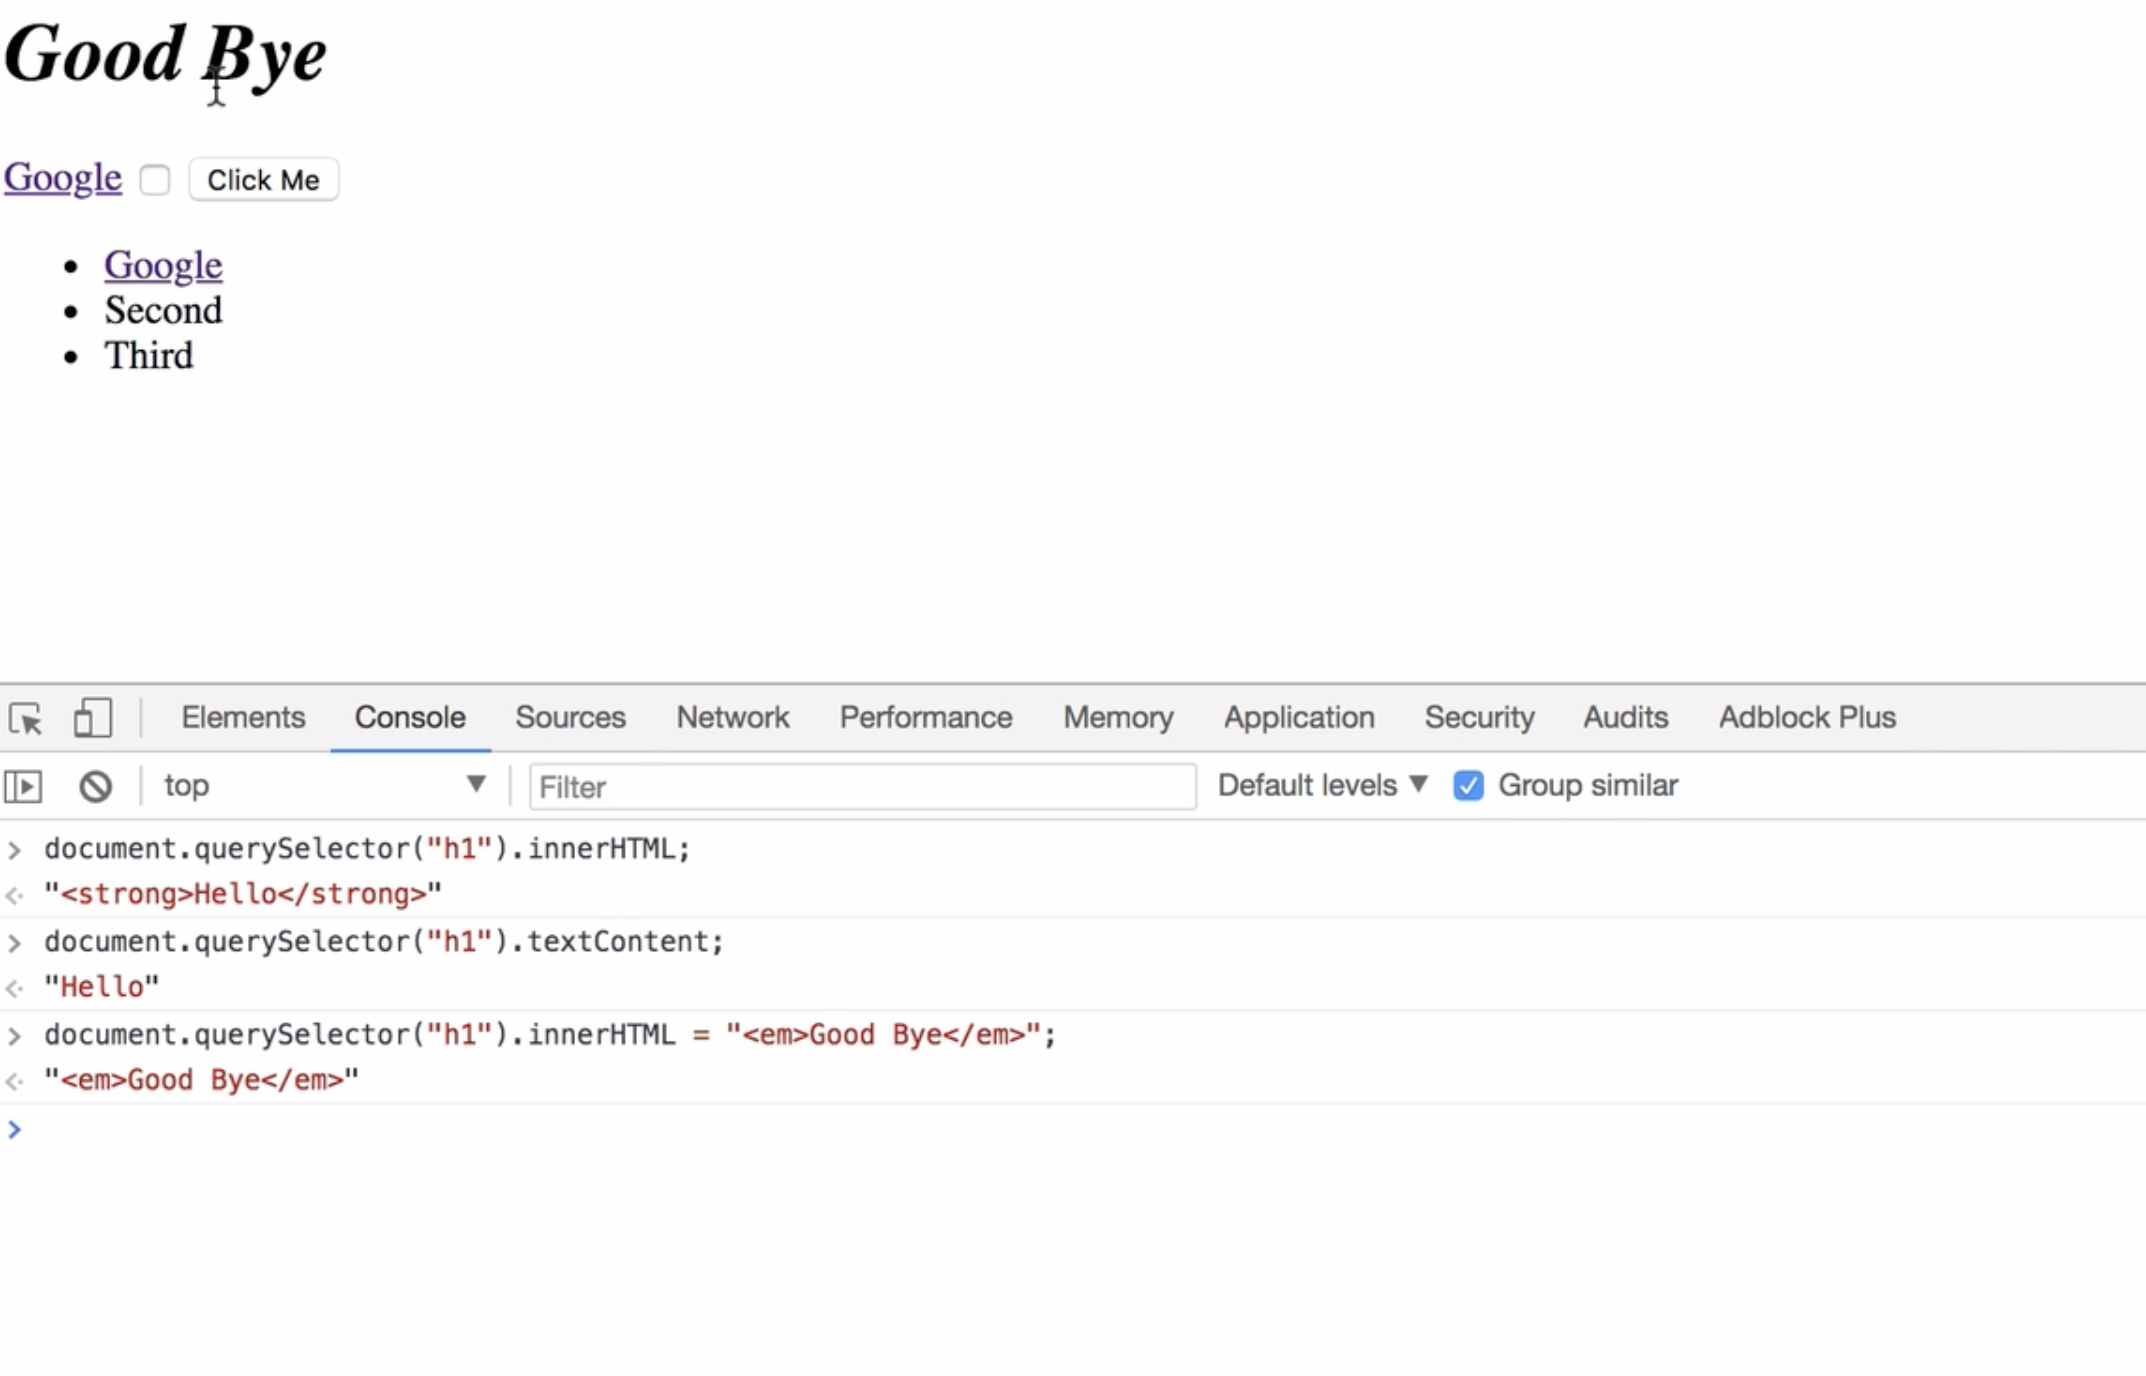 Good Bye
Google Click Me
Google
Second
Third
Elements Console Sources Network Performance Memory Application Security Audits Adblock Plus
top Filter Default levels Group similar
document.querySelector("h1").innerHTML;
"<strong>Hello</strong>"
document.querySelector("h1").textContent;
"Hello"
document.querySelector("h1").innerHTML = "<em>Good Bye</em>";
"<em>Good Bye</em>"